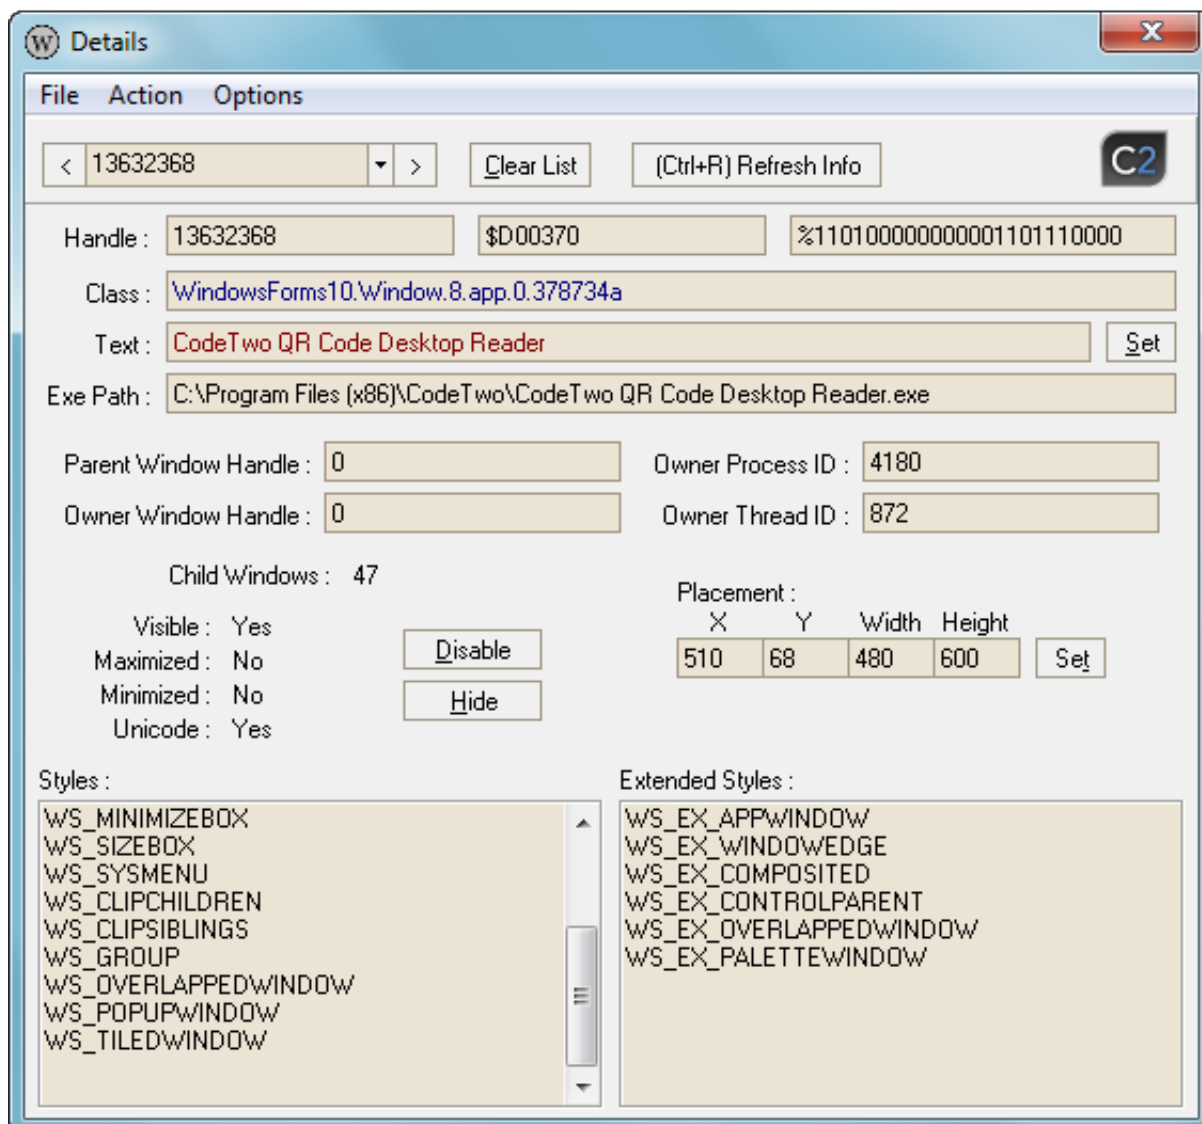 W Details X
File Action Options
< 13632368 > Clear List (Ctrl+R) Refresh Info C2
Handle : 13632368 $D00370 %110100000000001101110000
Class : WindowsForms10.Window.8.app.0.378734a
Text : CodeTwo QR Code Desktop Reader Set
Exe Path : C:\Program Files (x86)\CodeTwo\CodeTwo QR Code Desktop Reader.exe
Parent Window Handle : 0 Owner Process ID : 4180
Owner Window Handle : 0 Owner Thread ID : 872
Child Windows : 47
Placement :
X Y Width Height
Visible : Yes
Maximized : No Disable 510 68 480 600 Set
Minimized : No Hide
Unicode : Yes
Styles :
WS_MINIMIZEBOX
WS_SIZEBOX
WS_SYSMENU
WS_CLIPCHILDREN
WS_CLIPSIBLINGS
WS_GROUP
WS_OVERLAPPEDWINDOW
WS_POPUPWINDOW
WS_TILEDWINDOW
Extended Styles :
WS_EX_APPWINDOW
WS_EX_WINDOWEDGE
WS_EX_COMPOSITED
WS_EX_CONTROLPARENT
WS_EX_OVERLAPPEDWINDOW
WS_EX_PALETTEWINDOW